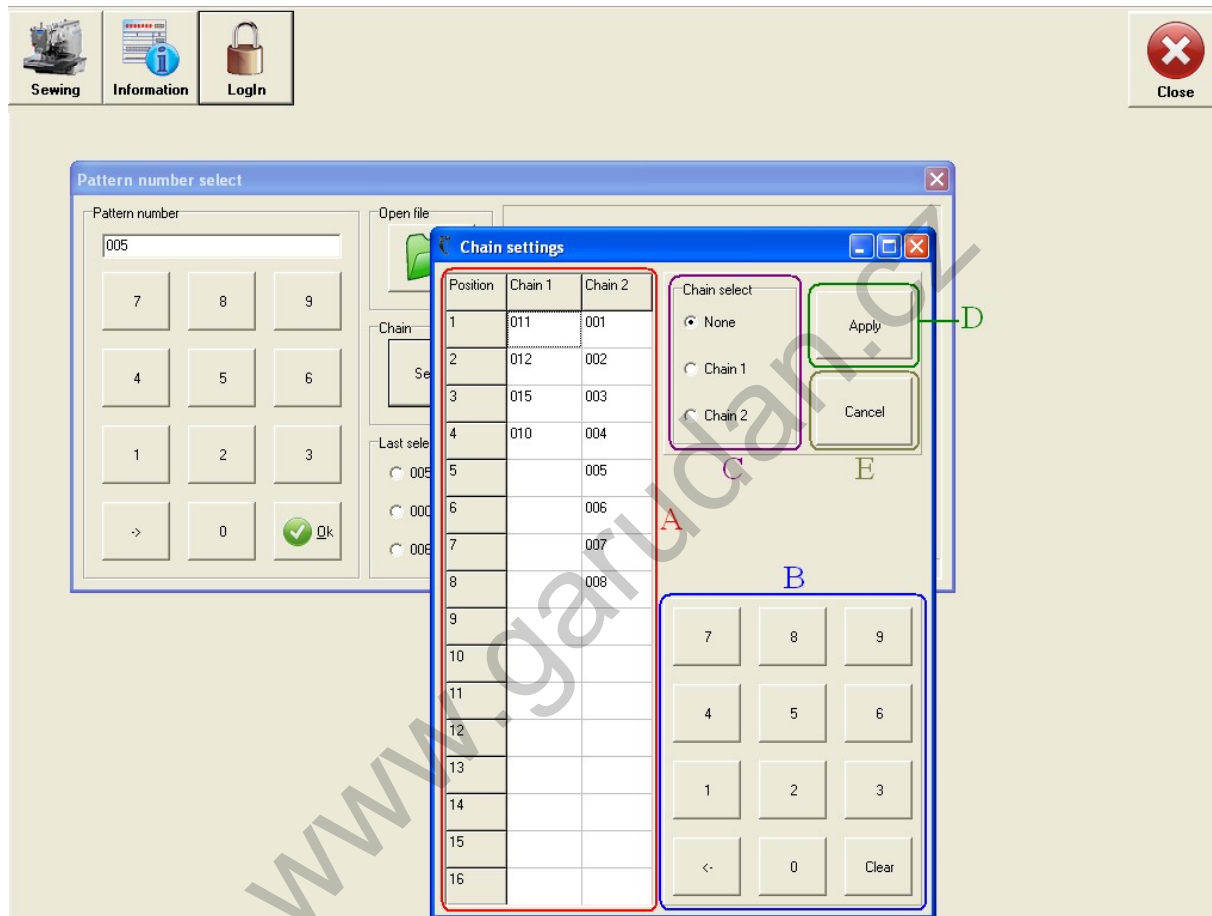 Sewing
Information
LogIn
Close
Pattern number select
Pattern number
005
7 8 9
4 5 6
1 2 3
-> 0 Ok
Open file
Chain
Se
Last sele
005
000
006
Chain settings
Position Chain 1 Chain 2
1 011 001
2 012 002
3 015 003
4 010 004
5 005
6 006
7 007
8 008
9
10
11
12
13
14
15
16
A
Chain select
None
Chain 1
Chain 2
C
Apply
D
Cancel
E
B
7 8 9
4 5 6
1 2 3
<- 0 Clear
www.garudan.cz